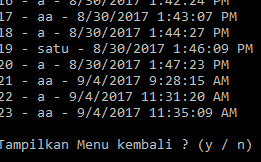 16 - a - 8/30/2017 1:42:24 PM
17 - aa - 8/30/2017 1:43:07 PM
18 - a - 8/30/2017 1:44:27 PM
19 - satu - 8/30/2017 1:46:09 PM
20 - a - 8/30/2017 1:47:23 PM
21 - aa - 9/4/2017 9:28:15 AM
22 - a - 9/4/2017 11:31:20 AM
23 - aa - 9/4/2017 11:35:09 AM
Tampilkan Menu kembali ? (y / n)